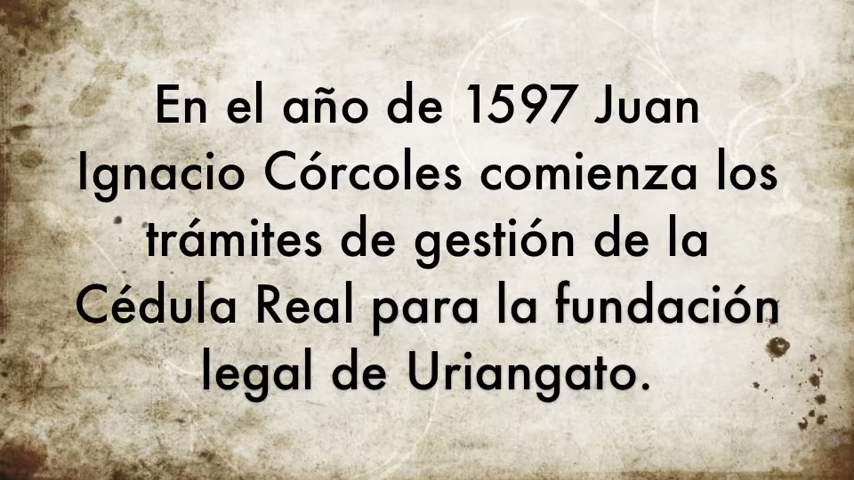 En el año de 1597 Juan
Ignacio Córcoles comienza los
trámites de gestión de la
Cédula Real para la fundación
legal de Uriangato.